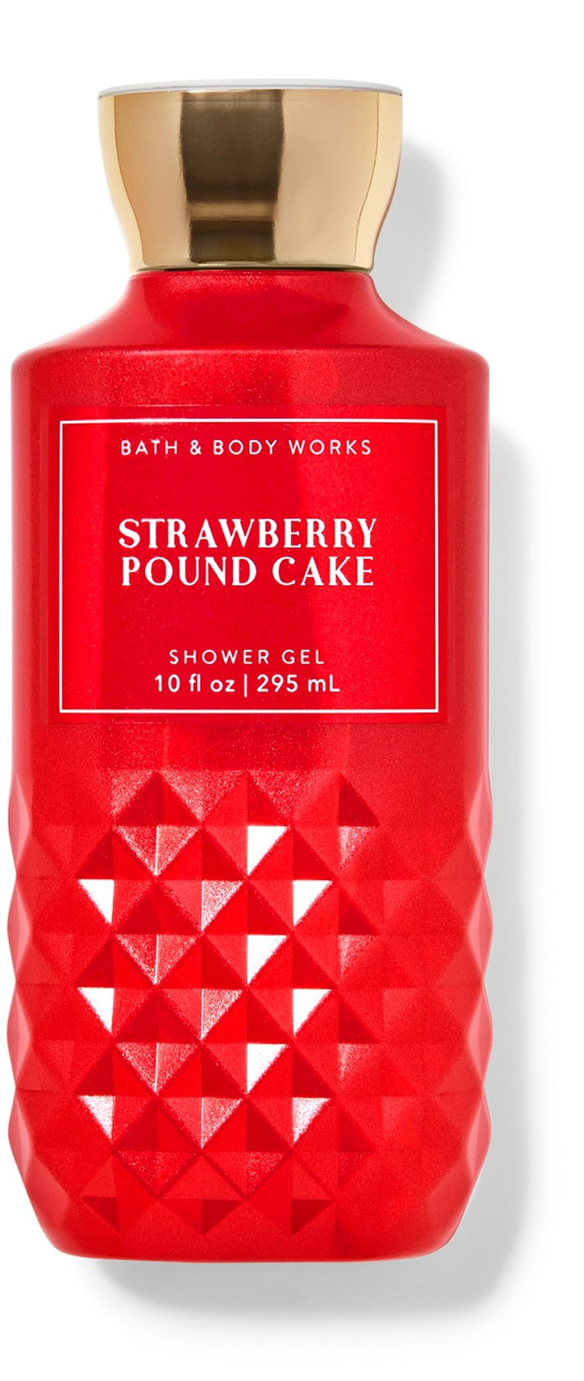 BATH & BODY WORKS
STRAWBERRY
POUND CAKE
SHOWER GEL
10 fl oz | 295 mL